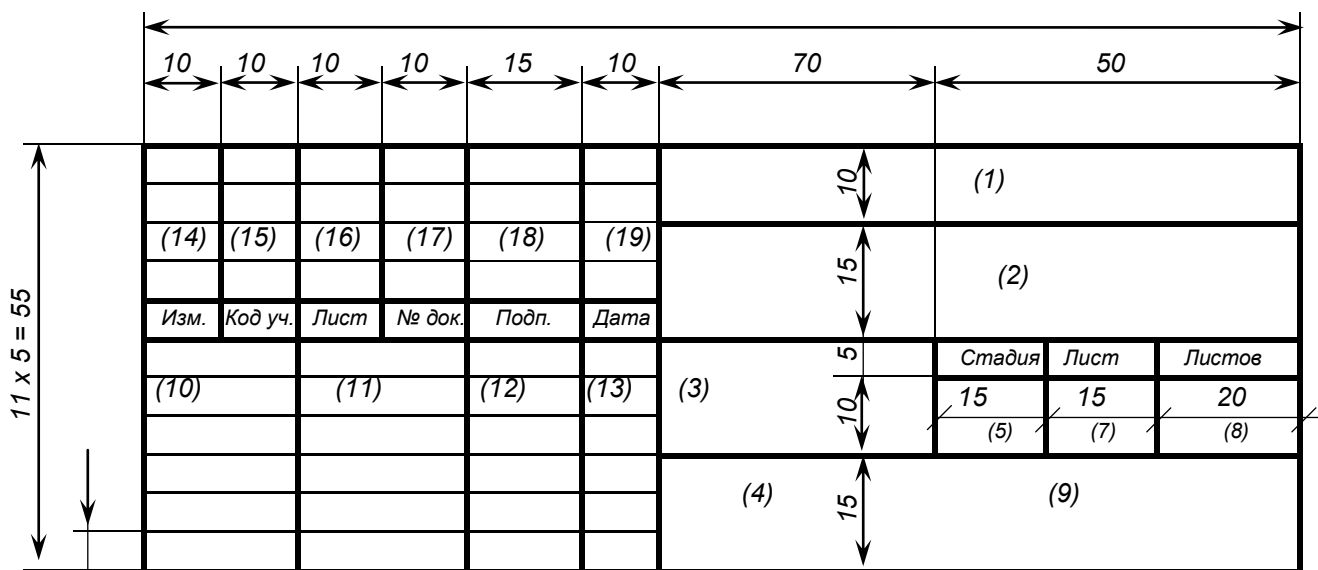 10 10 10 10 15 10 70 50
10 (1)
(14) (15) (16) (17) (18) (19)
15 (2)
11 x 5 = 55
Изм. Код уч. Лист № док. Подп. Дата
5 Стадия Лист Листов
(10) (11) (12) (13) (3) 10 15 15 20
(5) (7) (8)
(4) 15 (9)